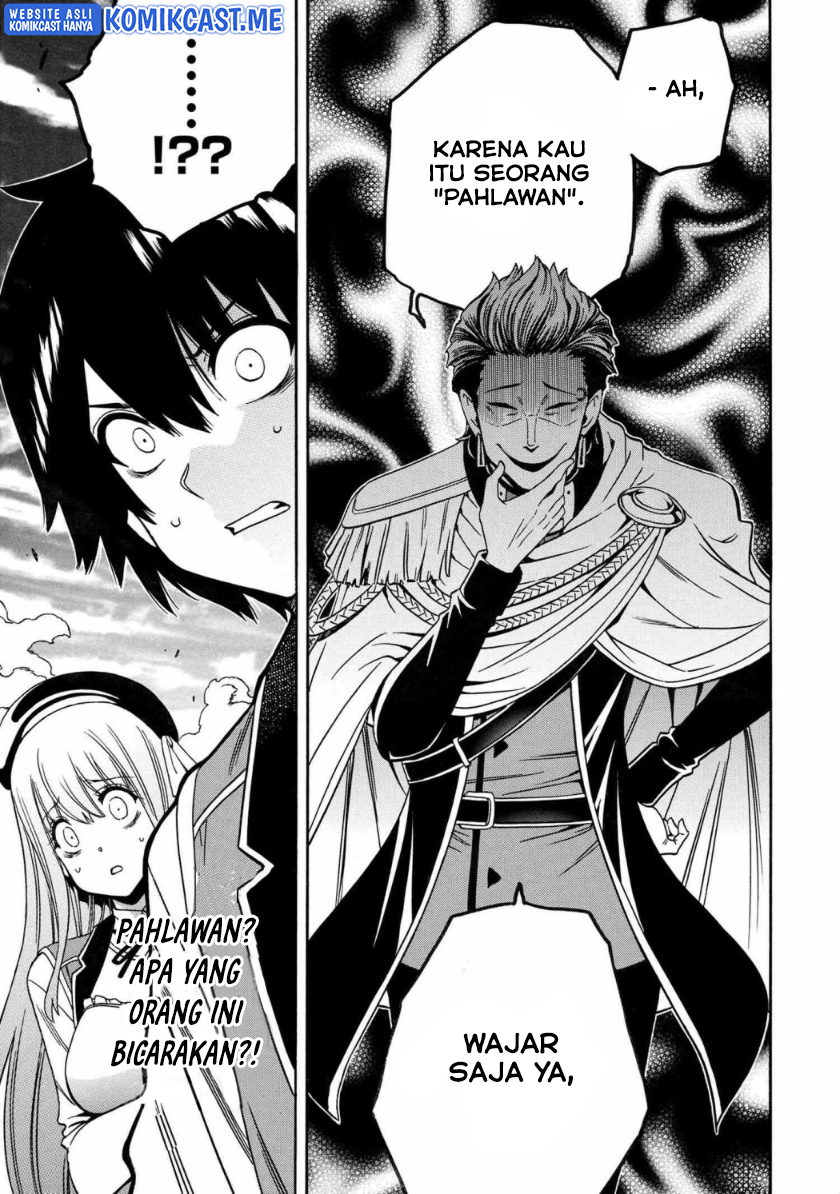 WEBSITE ASLI
KOMIKCAST HANYA
KOMIKCAST.ME
- AH,
KARENA KAU
ITU SEORANG
"PAHLAWAN".
WAJAR
SAJA YA,
.......
!??
PAHLAWAN?
APA YANG
ORANG INI
BICARAKAN?!